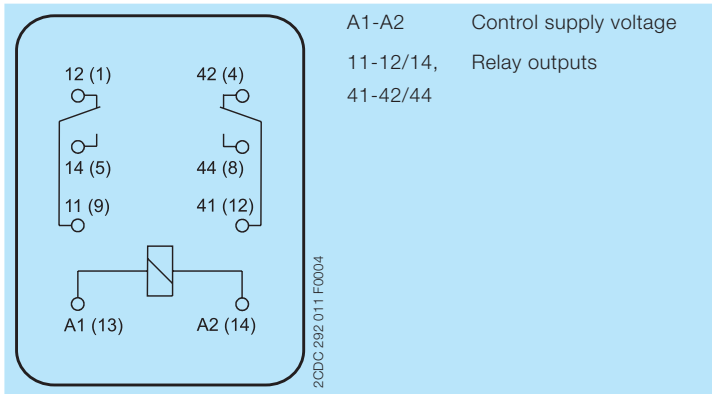 12 (1)
42 (4)
14 (5)
44 (8)
11 (9)
41 (12)
A1 (13)
A2 (14)
2CDC 292 011 F0004
A1-A2 Control supply voltage
11-12/14, Relay outputs
41-42/44